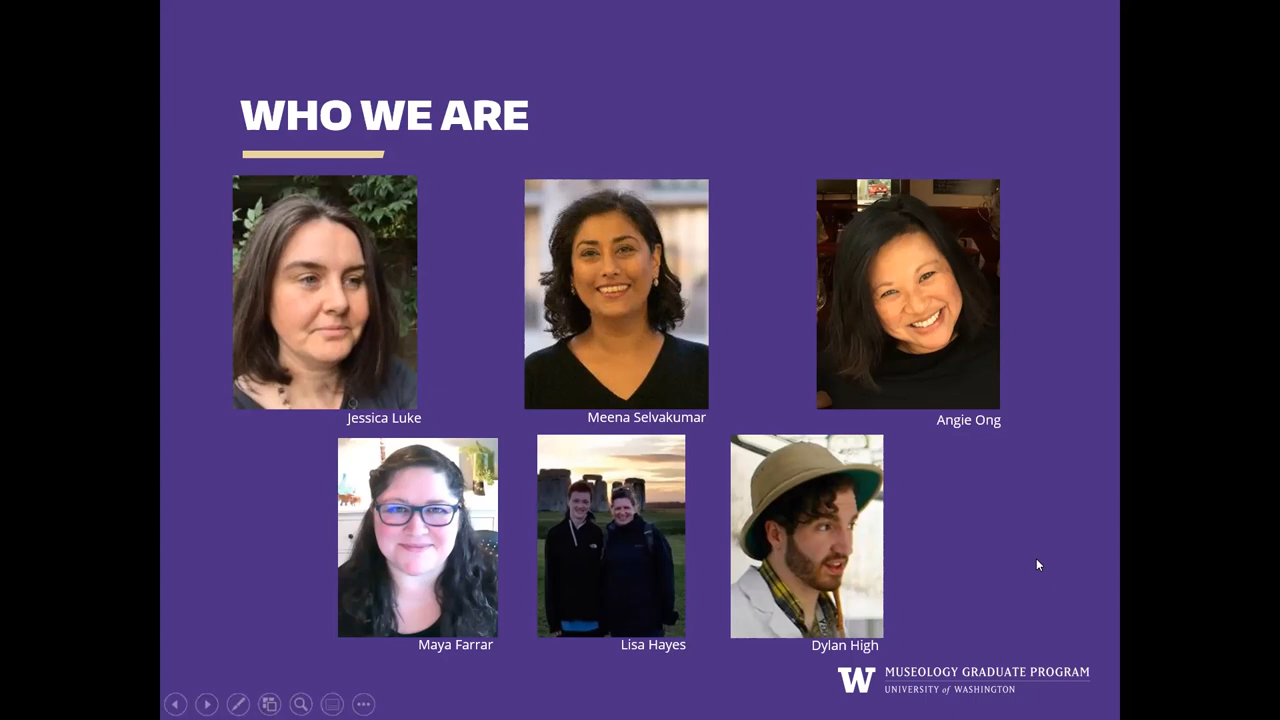 WHO WE ARE
Jessica Luke
Meena Selvakumar
Angie Ong
Maya Farrar
Lisa Hayes
Dylan High
W MUSEOLOGY GRADUATE PROGRAM
UNIVERSITY of WASHINGTON